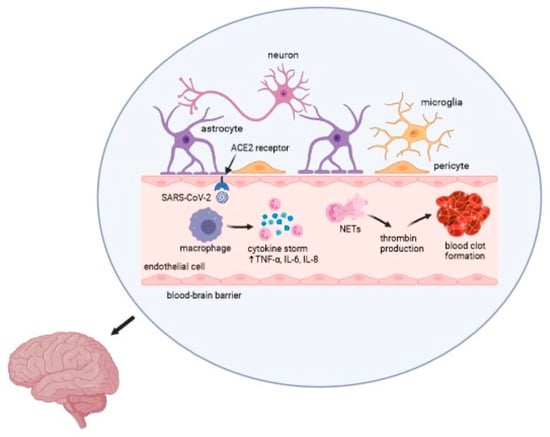 neuron
microglia
astrocyte
ACE2 receptor
pericyte
SARS-CoV-2
macrophage
cytokine storm
↑TNF-α, IL-6, IL-8
NETs
thrombin
production
blood clot
formation
endothelial cell
blood-brain barrier